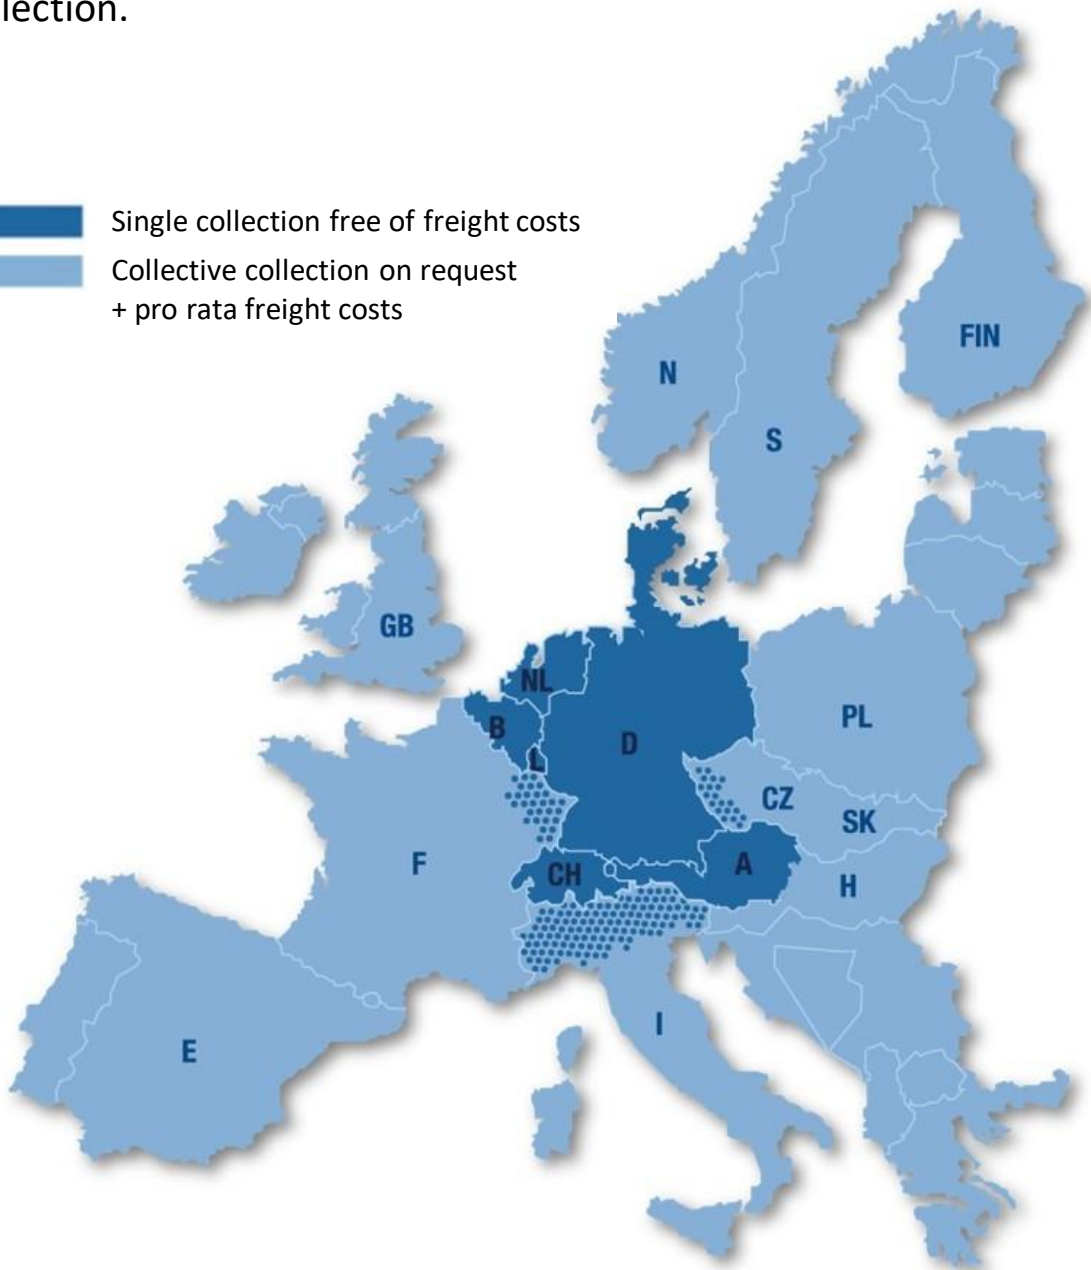 lection.
Single collection free of freight costs
Collective collection on request
+ pro rata freight costs
FIN
N
S
GB
NL
B
D
L
PL
CZ
SK
F
CH
A
H
I
E